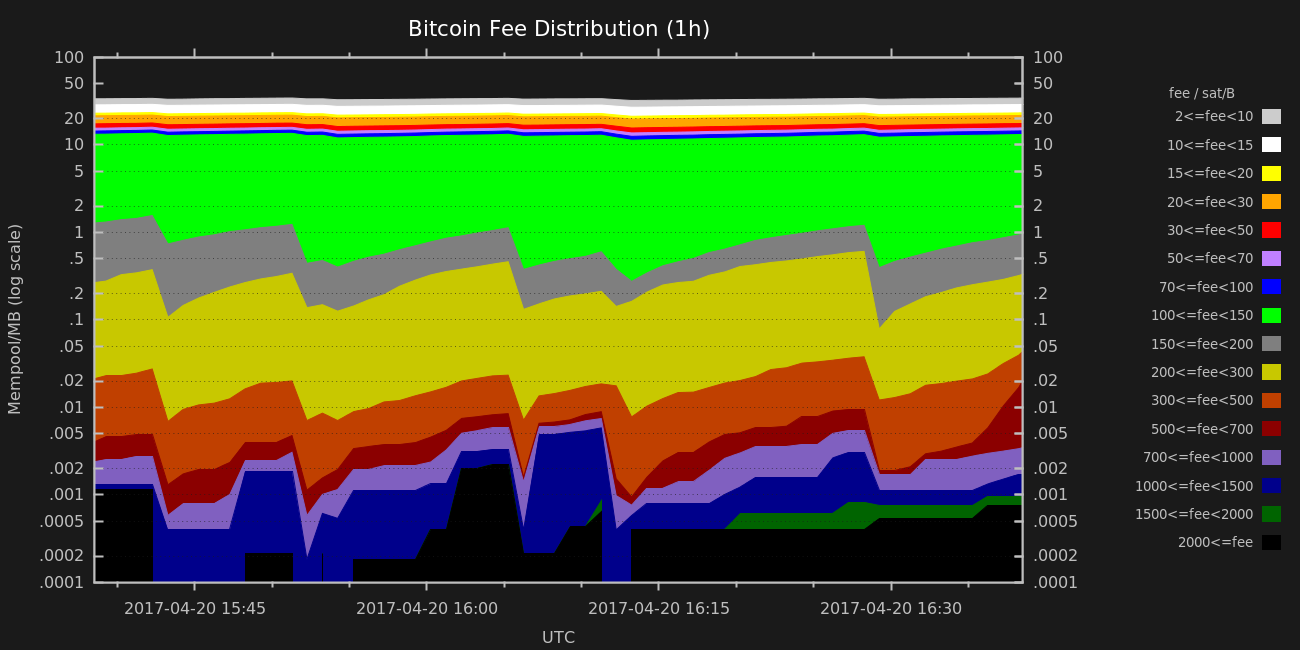 Bitcoin Fee Distribution (1h)
100 100
50 50
20 20
10 10
5 5
2 2
1 1
.5 .5
.2 .2
.1 .1
.05 .05
.02 .02
.01 .01
.005 .005
.002 .002
.001 .001
.0005 .0005
.0002 .0002
.0001 .0001
Mempool/MB (log scale)
2017-04-20 15:45 2017-04-20 16:00 2017-04-20 16:15 2017-04-20 16:30
UTC
fee / sat/B
2<=fee<10
10<=fee<15
15<=fee<20
20<=fee<30
30<=fee<50
50<=fee<70
70<=fee<100
100<=fee<150
150<=fee<200
200<=fee<300
300<=fee<500
500<=fee<700
700<=fee<1000
1000<=fee<1500
1500<=fee<2000
2000<=fee